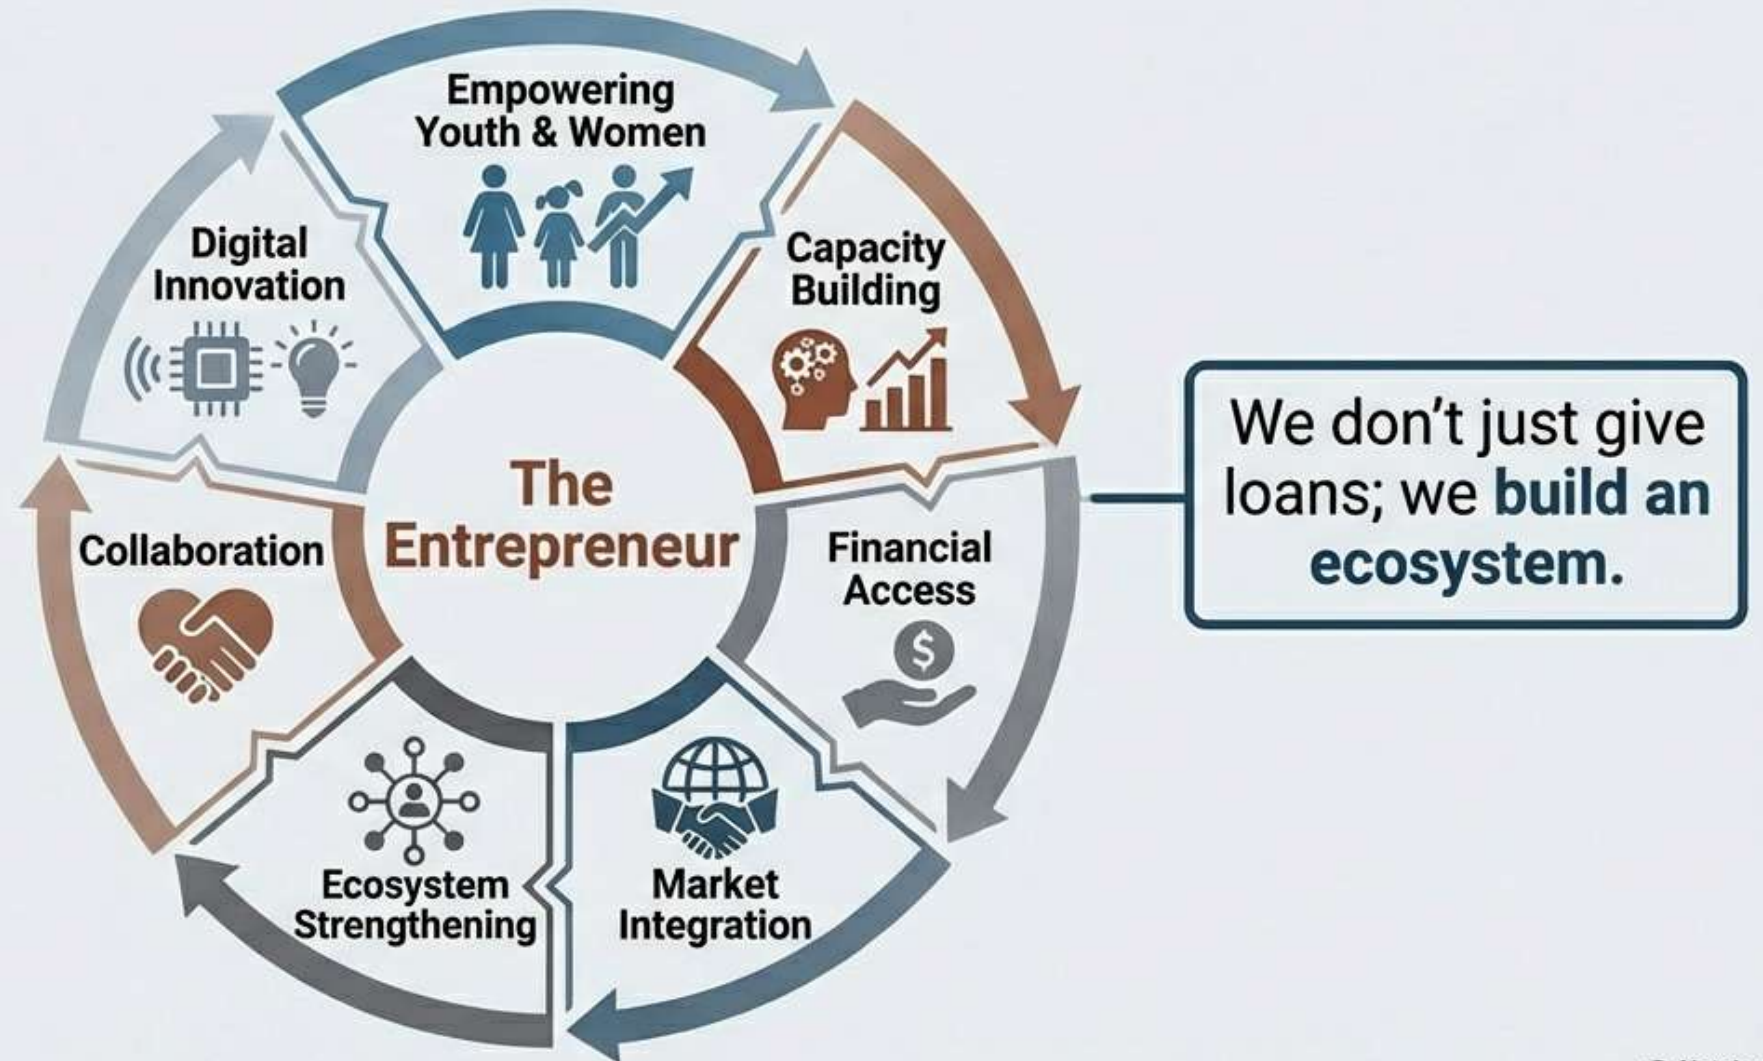 Empowering
Youth & Women
Capacity
Building
Financial
Access
$
Market
Integration
Ecosystem
Strengthening
Collaboration
Digital
Innovation
The
Entrepreneur
We don't just give
loans; we build an
ecosystem.